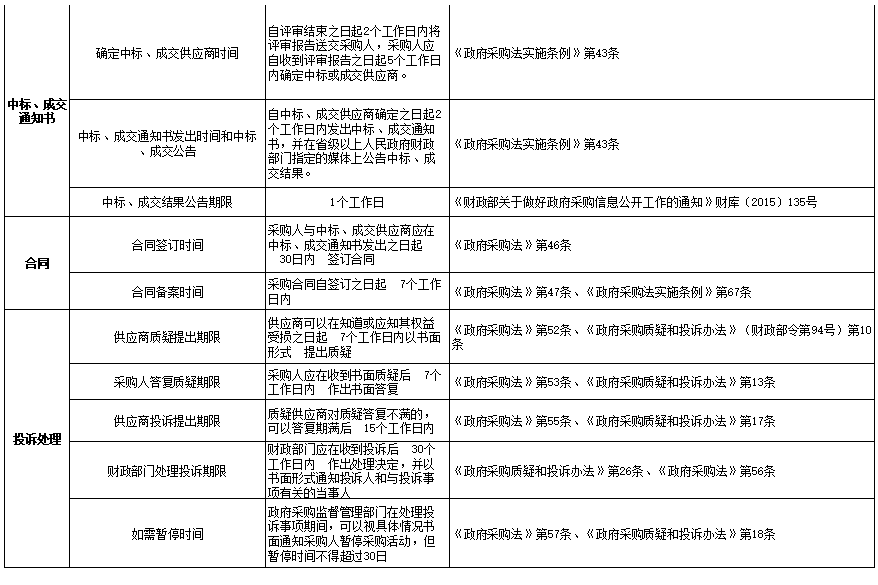 中标、成交
通知书
确定中标、成交供应商时间
自评审结束之日起2个工作日内将
评审报告送交采购人，采购人应
自收到评审报告之日起5个工作日
内确定中标或成交供应商。
《政府采购法实施条例》第43条
中标、成交通知书发出时间和中标
、成交公告
自中标、成交供应商确定之日起2
个工作日内发出中标、成交通知
书，并在省级以上人民政府财政
部门指定的媒体上公告中标、成
交结果。
《政府采购法实施条例》第43条
中标、成交结果公告期限
1个工作日
《财政部关于做好政府采购信息公开工作的通知》财库（2015）135号
合同
合同签订时间
采购人与中标、成交供应商应在
中标、成交通知书发出之日起
30日内 签订合同
《政府采购法》第46条
合同备案时间
采购合同自签订之日起 7个工作
日内
《政府采购法》第47条、《政府采购法实施条例》第67条
投诉处理
供应商质疑提出期限
供应商可以在知道或应知其权益
受损之日起 7个工作日内以书面
形式 提出质疑
《政府采购法》第52条、《政府采购质疑和投诉办法》（财政部令第94号）第10
条
采购人答复质疑期限
采购人应在收到书面质疑后 7个
工作日内 作出书面答复
《政府采购法》第53条、《政府采购质疑和投诉办法》第13条
供应商投诉提出期限
质疑供应商对质疑答复不满的，
可以答复期满后 15个工作日内
《政府采购法》第55条、《政府采购质疑和投诉办法》第17条
财政部门处理投诉期限
财政部门应在收到投诉后 30个
工作日内 作出处理决定，并以
书面形式通知投诉人和与投诉事
项有关的当事人
《政府采购质疑和投诉办法》第26条、《政府采购法》第56条
如需暂停时间
政府采购监督管理部门在处理投
诉事项期间，可以视具体情况书
面通知采购人暂停采购活动，但
暂停时间不得超过30日
《政府采购法》第57条、《政府采购质疑和投诉办法》第18条